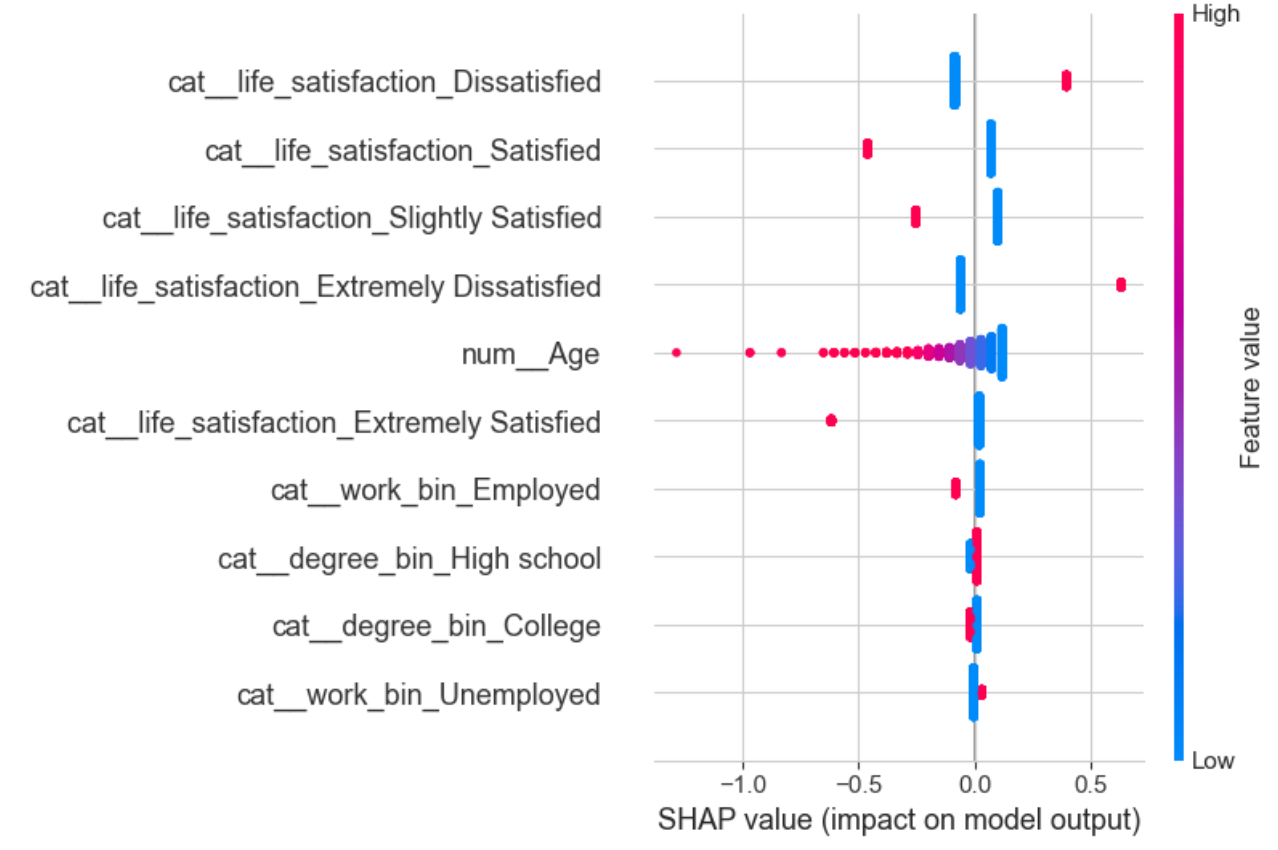 High
cat__life_satisfaction_Dissatisfied
cat__life_satisfaction_Satisfied
cat__life_satisfaction_Slightly Satisfied
cat__life_satisfaction_Extremely Dissatisfied
num__Age
cat__life_satisfaction_Extremely Satisfied
cat__work_bin_Employed
cat__degree_bin_High school
cat__degree_bin_College
cat__work_bin_Unemployed
Feature value
Low
−1.0 −0.5 0.0 0.5
SHAP value (impact on model output)